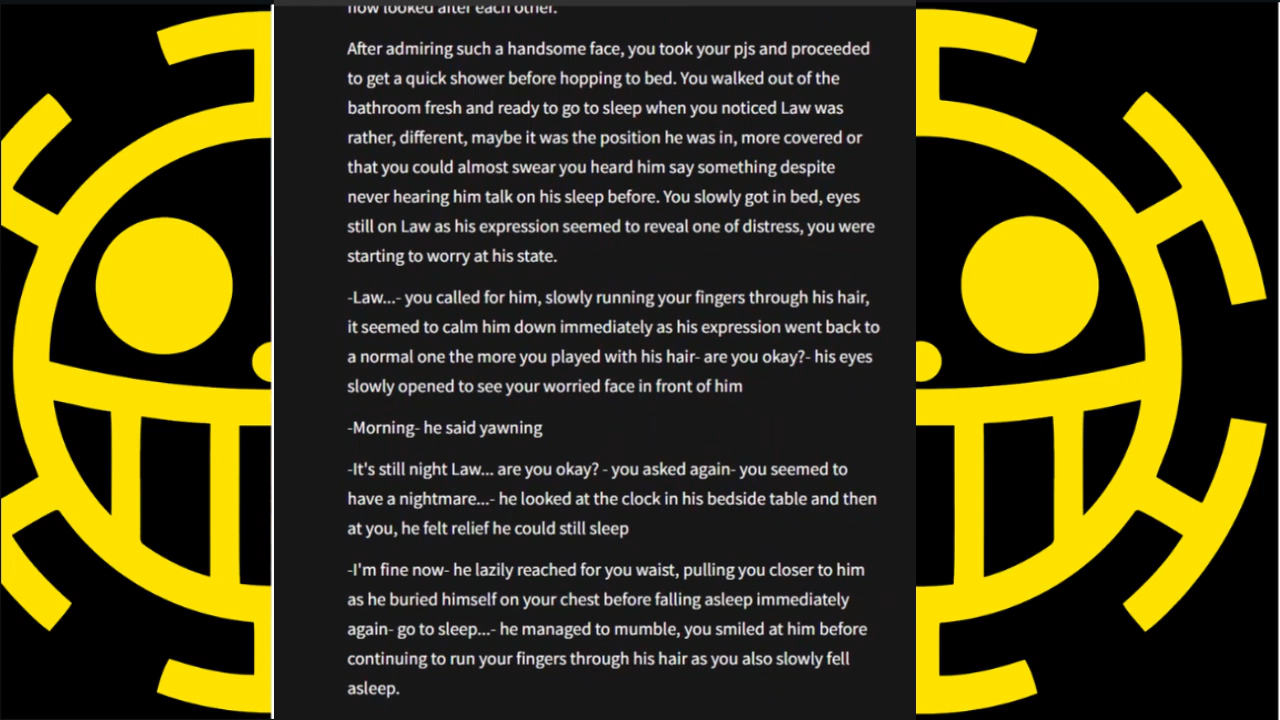 now looked after each other.
After admiring such a handsome face, you took your pjs and proceeded
to get a quick shower before hopping to bed. You walked out of the
bathroom fresh and ready to go to sleep when you noticed Law was
rather, different, maybe it was the position he was in, more covered or
that you could almost swear you heard him say something despite
never hearing him talk on his sleep before. You slowly got in bed, eyes
still on Law as his expression seemed to reveal one of distress, you were
starting to worry at his state.
-Law...- you called for him, slowly running your fingers through his hair,
it seemed to calm him down immediately as his expression went back to
a normal one the more you played with his hair- are you okay?- his eyes
slowly opened to see your worried face in front of him
-Morning- he said yawning
-It's still night Law... are you okay? - you asked again- you seemed to
have a nightmare...- he looked at the clock in his bedside table and then
at you, he felt relief he could still sleep
-I'm fine now- he lazily reached for you waist, pulling you closer to him
as he buried himself on your chest before falling asleep immediately
again- go to sleep...- he managed to mumble, you smiled at him before
continuing to run your fingers through his hair as you also slowly fell
asleep.